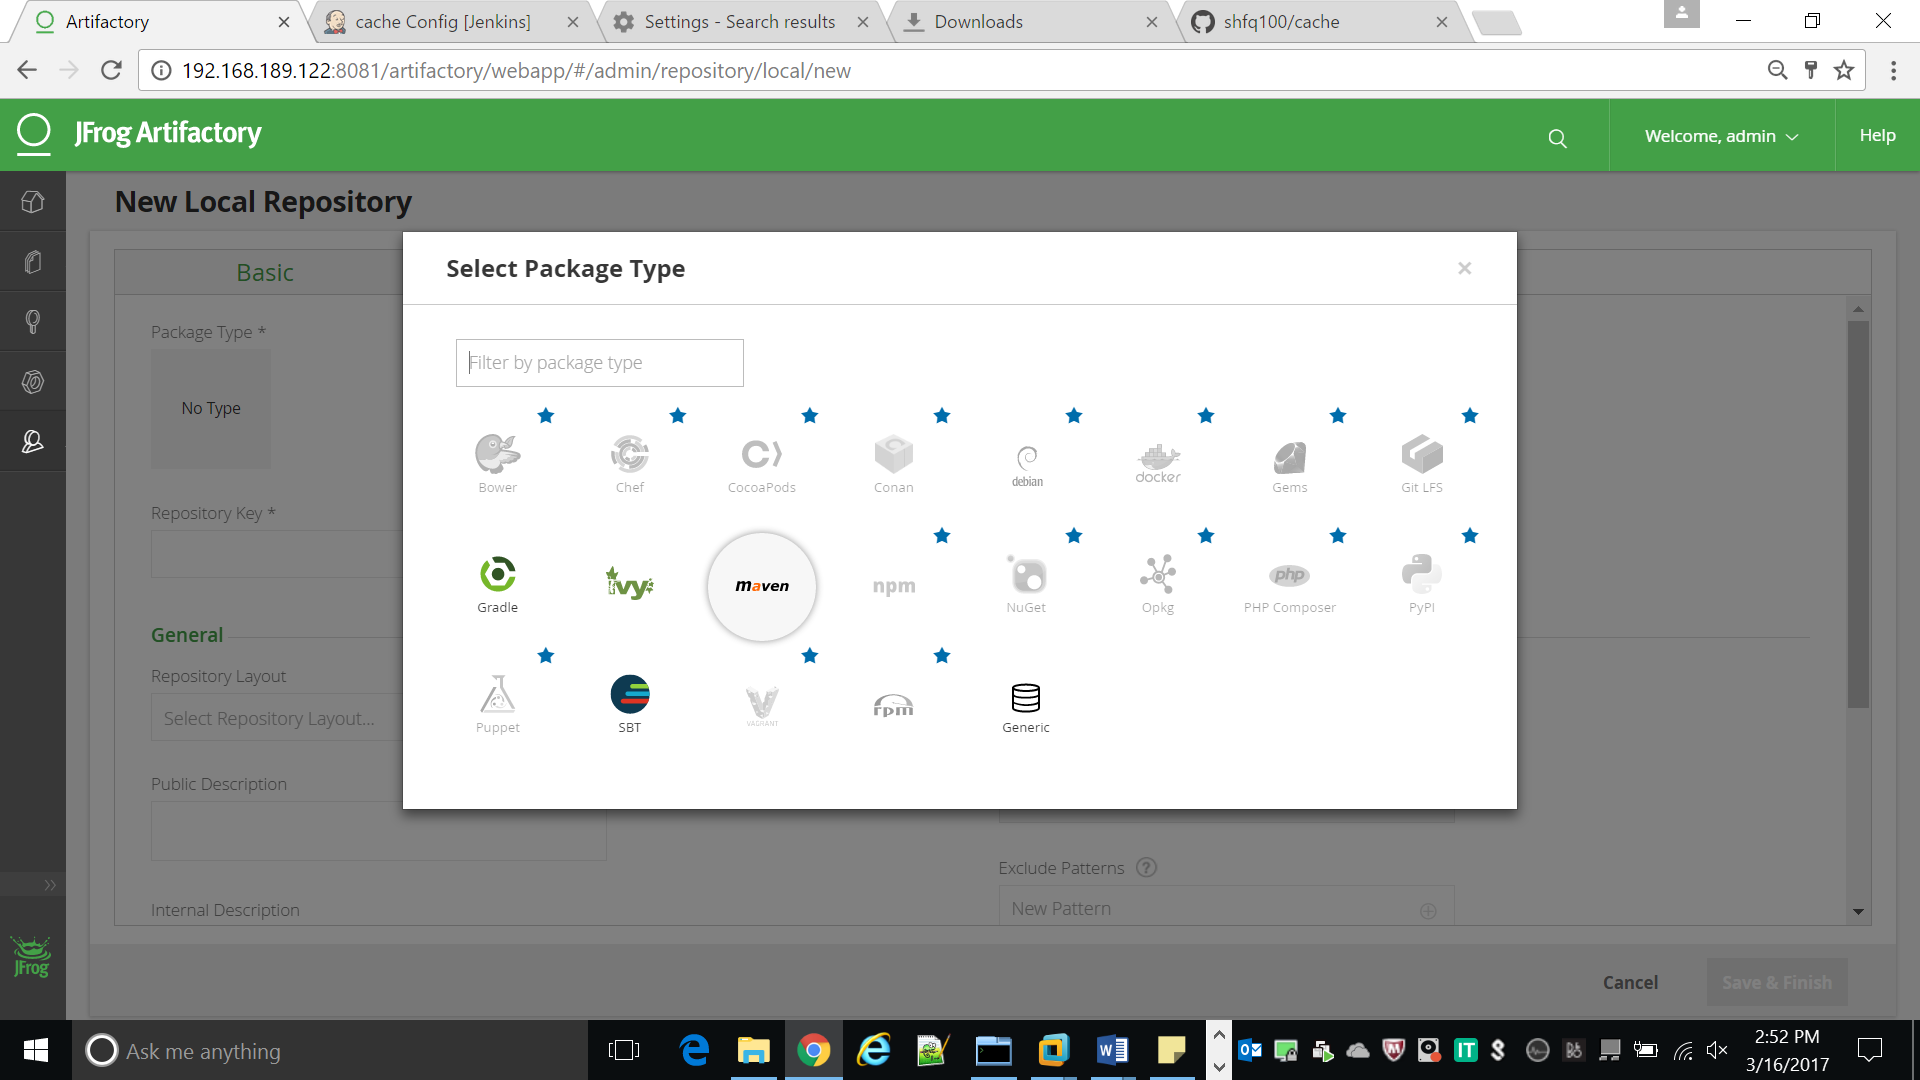 Artifactory
cache Config [Jenkins]
Settings - Search results
Downloads
shfq100/cache
192.168.189.122:8081/artifactory/webapp/#/admin/repository/local/new
JFrog Artifactory
Welcome, admin
Help
New Local Repository
Basic
Select Package Type
Package Type *
Filter by package type
No Type
Bower
Chef
CocoaPods
Conan
debian
docker
Gems
Git LFS
Repository Key *
Gradle
ivy
maven
npm
NuGet
Opkg
php
PHP Composer
PyPI
General
Repository Layout
Select Repository Layout...
Puppet
SBT
VAGRANT
rpm
Generic
Public Description
Exclude Patterns ?
New Pattern
Internal Description
JFrog
Cancel
Save & Finish
Ask me anything
IT
2:52 PM
3/16/2017